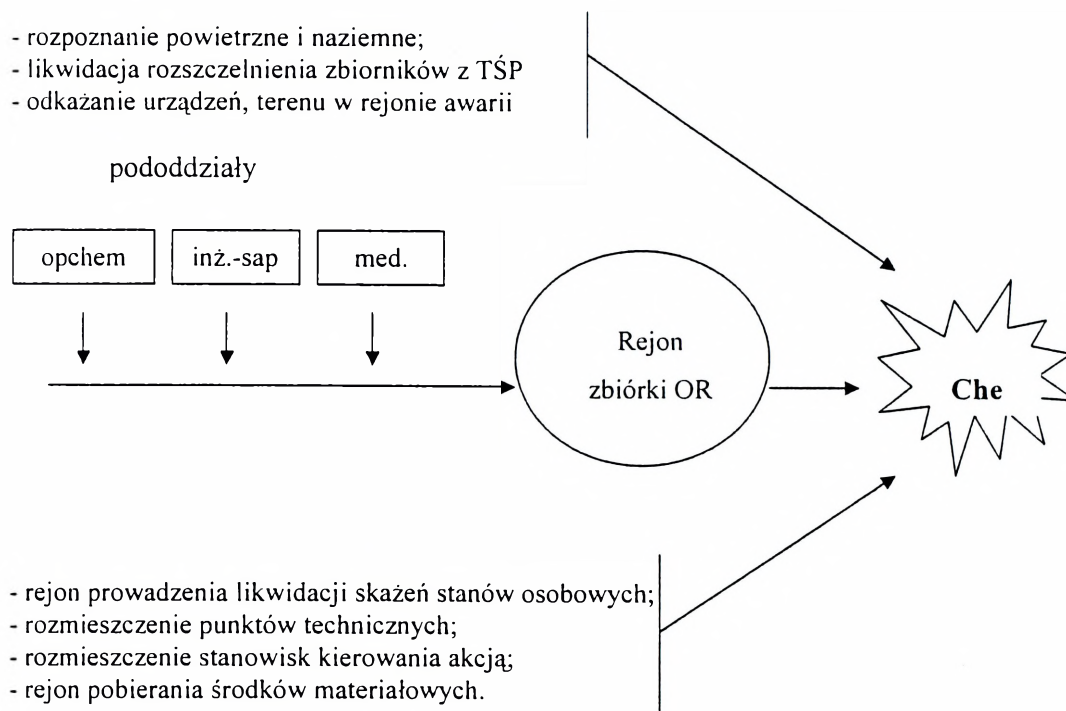 - rozpoznanie powietrzne i naziemne;
- likwidacja rozszczelnienia zbiorników z TŚP
- odkażanie urządzeń, terenu w rejonie awarii
pododdziały
opchem inż.-sap med.
Rejon
zbiórki OR
Che
- rejon prowadzenia likwidacji skażeń stanów osobowych;
- rozmieszczenie punktów technicznych;
- rozmieszczenie stanowisk kierowania akcją;
- rejon pobierania środków materiałowych.